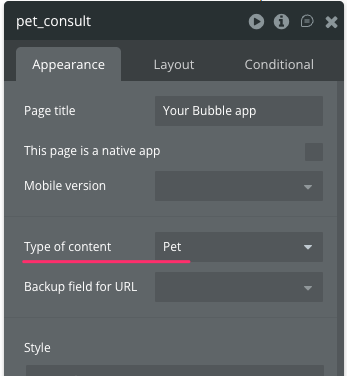 pet_consult
Appearance Layout Conditional
Page title Your Bubble app
This page is a native app
Mobile version
Type of content Pet
Backup field for URL
Style